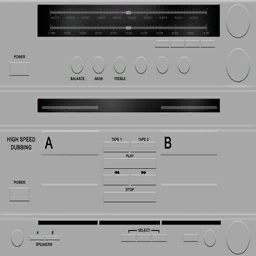 POWER
BALANCE BASS TREBLE
HIGH SPEED
DUBBING
A
TAPE 1 TAPE 2
B
PLAY
STOP
POWER
A B
SPEAKERS
SELECT